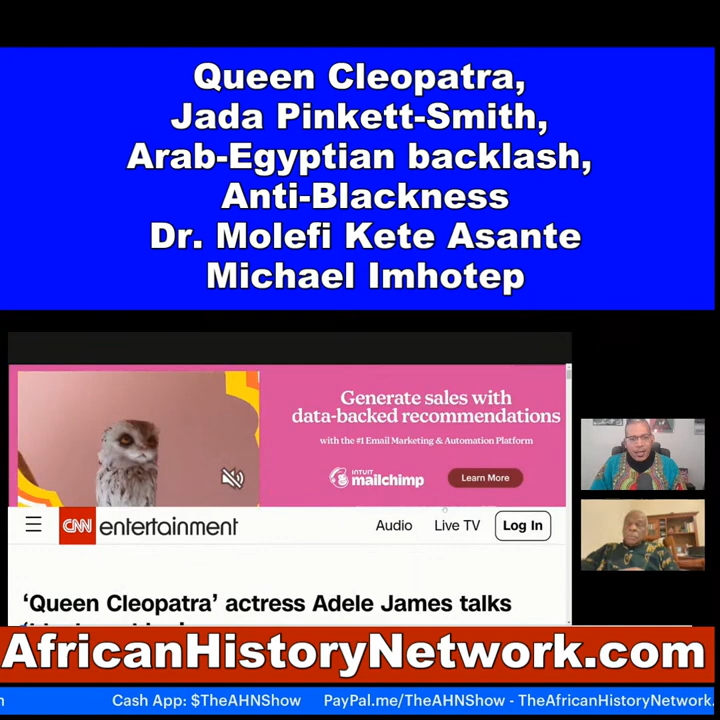 Queen Cleopatra,
Jada Pinkett-Smith,
Arab-Egyptian backlash,
Anti-Blackness
Dr. Molefi Kete Asante
Michael Imhotep
Generate sales with
data-backed recommendations
with the #1 Email Marketing & Automation Platform
INTUIT
mailchimp
Learn More
CNN entertainment
Audio
Live TV
Log In
‘Queen Cleopatra’ actress Adele James talks
AfricanHistoryNetwork.com
Cash App: $TheAHNShow PayPal.me/TheAHNShow - TheAfricanHistoryNetwork.